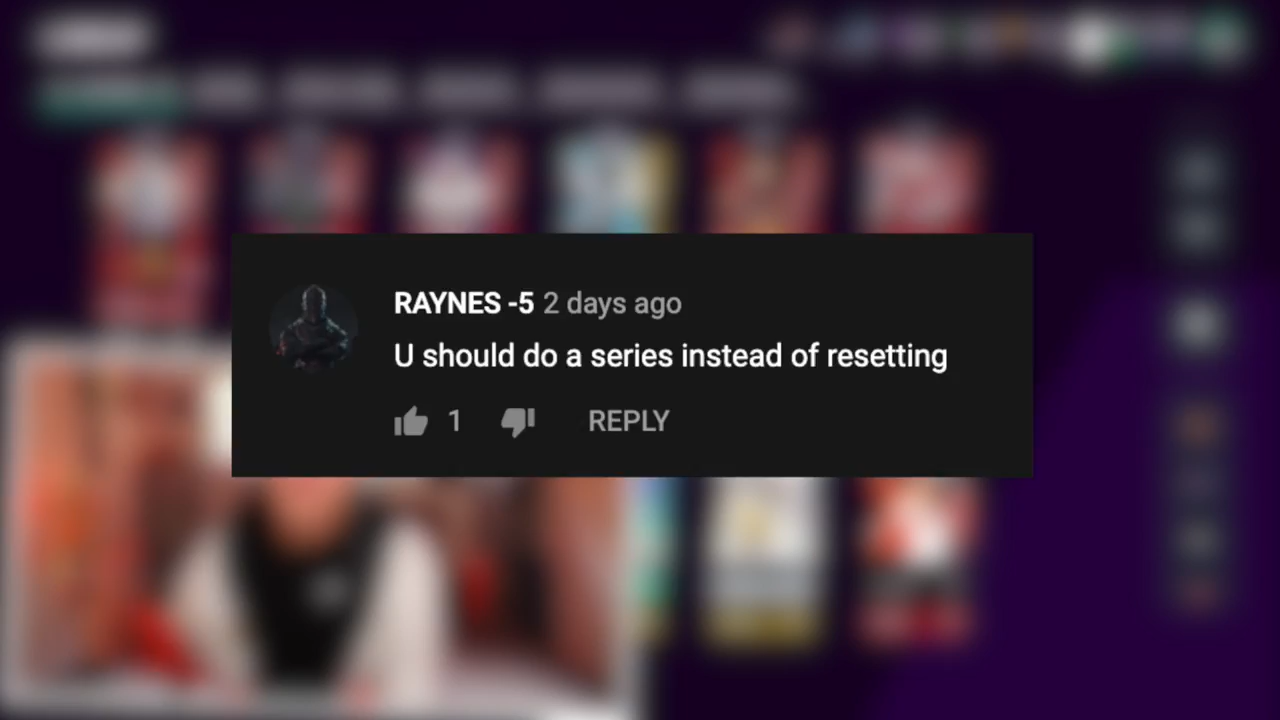 RAYNES -5 2 days ago
U should do a series instead of resetting
1 REPLY